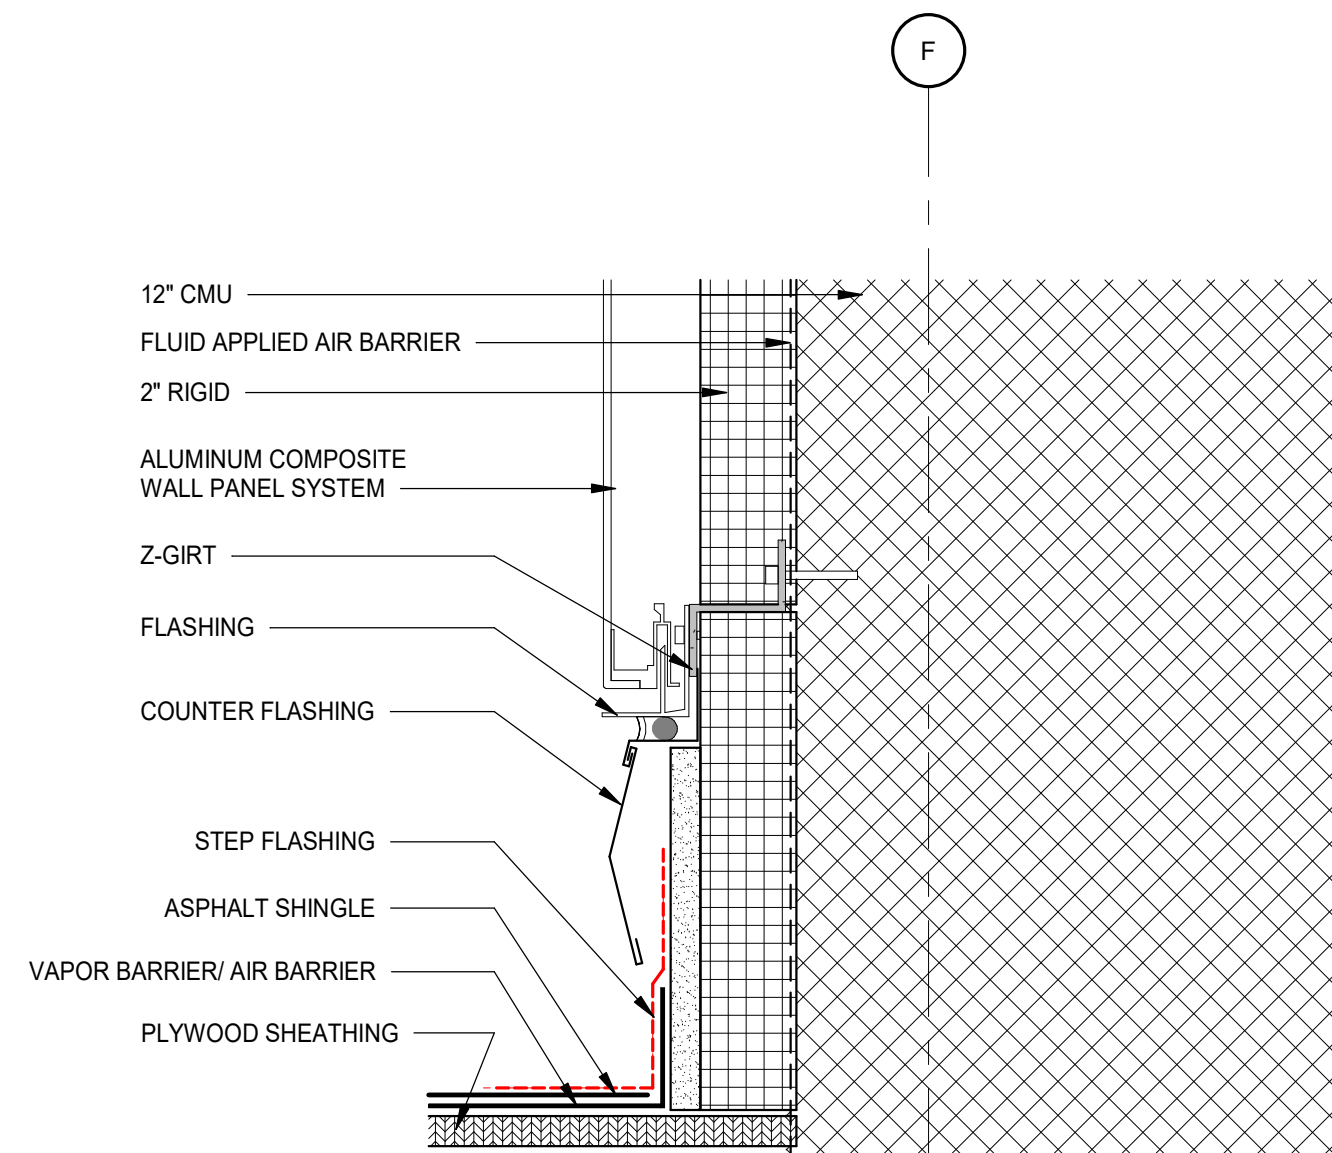 F
12" CMU
FLUID APPLIED AIR BARRIER
2" RIGID
ALUMINUM COMPOSITE
WALL PANEL SYSTEM
Z-GIRT
FLASHING
COUNTER FLASHING
STEP FLASHING
ASPHALT SHINGLE
VAPOR BARRIER/ AIR BARRIER
PLYWOOD SHEATHING